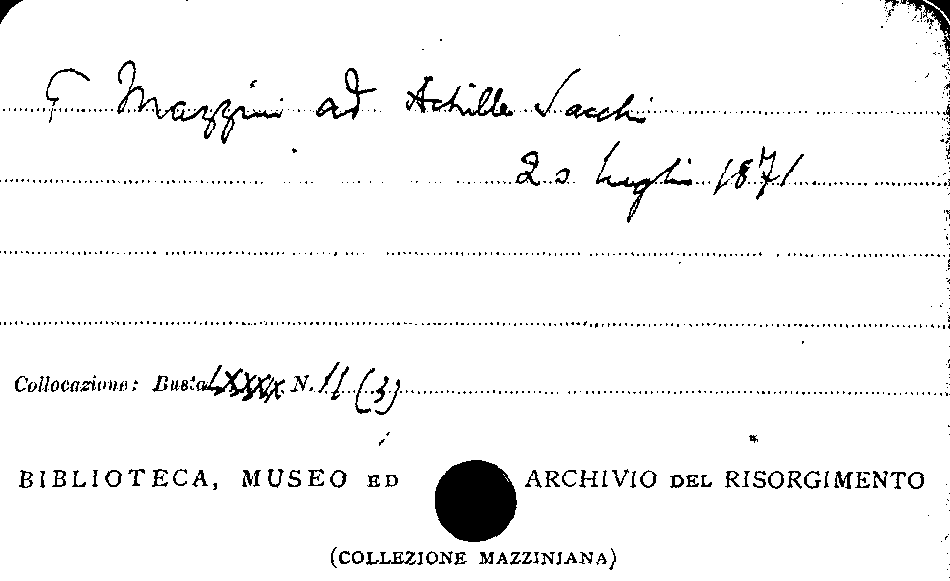 G Mazzini ad Achille Sacchi
20 luglio 1871
Collocazione: Busta LXXXX N. 11 (3)
BIBLIOTECA, MUSEO ED ARCHIVIO DEL RISORGIMENTO
(COLLEZIONE MAZZINIANA)